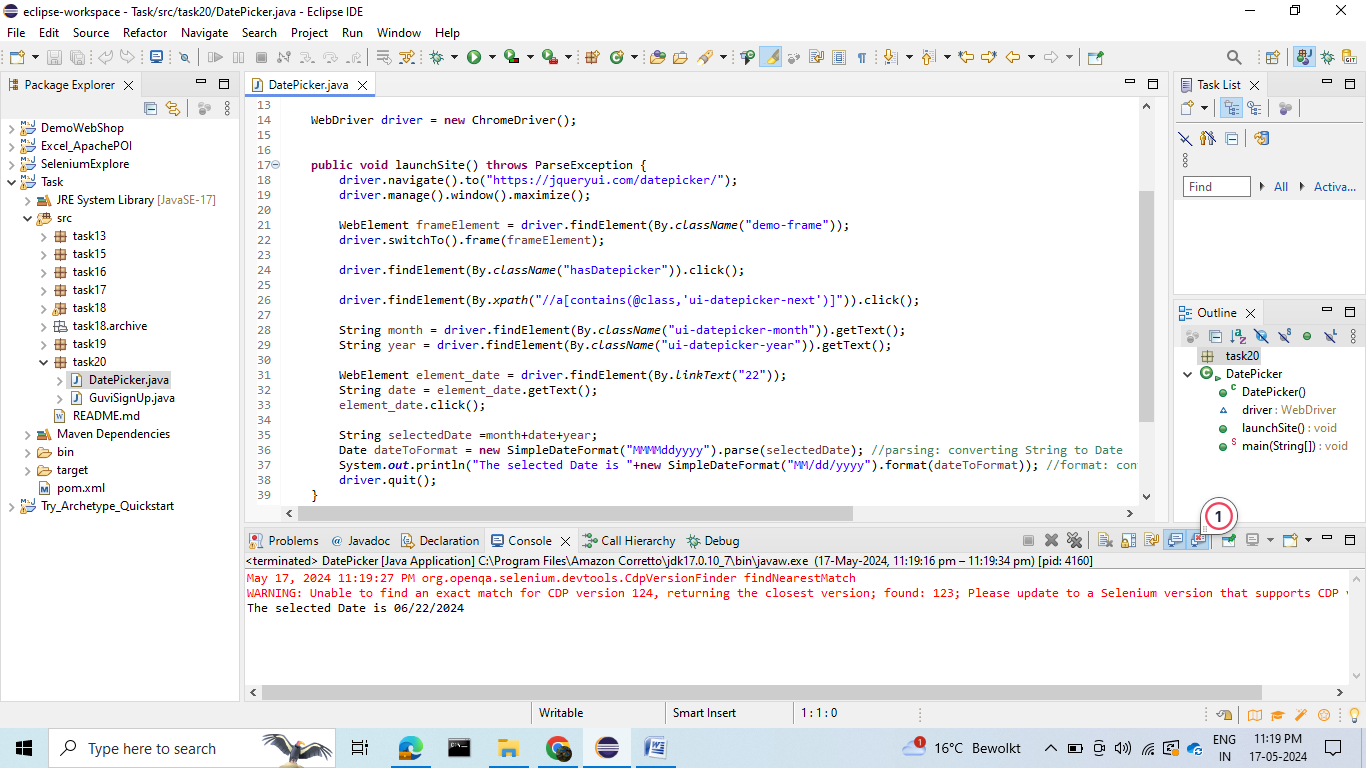 eclipse-workspace - Task/src/task20/DatePicker.java - Eclipse IDE
File Edit Source Refactor Navigate Search Project Run Window Help
Package Explorer
DemoWebShop
Excel_ApachePOI
SeleniumExplore
Task
JRE System Library [JavaSE-17]
src
task13
task15
task16
task17
task18
task18.archive
task19
task20
DatePicker.java
GuviSignUp.java
README.md
Maven Dependencies
bin
target
pom.xml
Try_Archetype_Quickstart
DatePicker.java
13
14 WebDriver driver = new ChromeDriver();
15
16
17 public void launchSite() throws ParseException {
18 driver.navigate().to("https://jqueryui.com/datepicker/");
19 driver.manage().window().maximize();
20
21 WebElement frameElement = driver.findElement(By.className("demo-frame"));
22 driver.switchTo().frame(frameElement);
23
24 driver.findElement(By.className("hasDatepicker")).click();
25
26 driver.findElement(By.xpath("//a[contains(@class,'ui-datepicker-next')]")).click();
27
28 String month = driver.findElement(By.className("ui-datepicker-month")).getText();
29 String year = driver.findElement(By.className("ui-datepicker-year")).getText();
30
31 WebElement element_date = driver.findElement(By.linkText("22"));
32 String date = element_date.getText();
33 element_date.click();
34
35 String selectedDate =month+date+year;
36 Date dateToFormat = new SimpleDateFormat("MMMMddyyyy").parse(selectedDate); //parsing: converting String to Date
37 System.out.println("The selected Date is "+new SimpleDateFormat("MM/dd/yyyy").format(dateToFormat)); //format: con
38 driver.quit();
39 }
Task List
Find All Activa...
Outline
task20
DatePicker
DatePicker()
driver : WebDriver
launchSite() : void
main(String[]) : void
1
Problems Javadoc Declaration Console Call Hierarchy Debug
<terminated> DatePicker [Java Application] C:\Program Files\Amazon Corretto\jdk17.0.10_7\bin\javaw.exe (17-May-2024, 11:19:16 pm – 11:19:34 pm) [pid: 4160]
May 17, 2024 11:19:27 PM org.openqa.selenium.devtools.CdpVersionFinder findNearestMatch
WARNING: Unable to find an exact match for CDP version 124, returning the closest version; found: 123; Please update to a Selenium version that supports CDP
The selected Date is 06/22/2024
Writable Smart Insert 1 : 1 : 0
Type here to search
1
16°C Bewolkt
ENG
IN
11:19 PM
17-05-2024